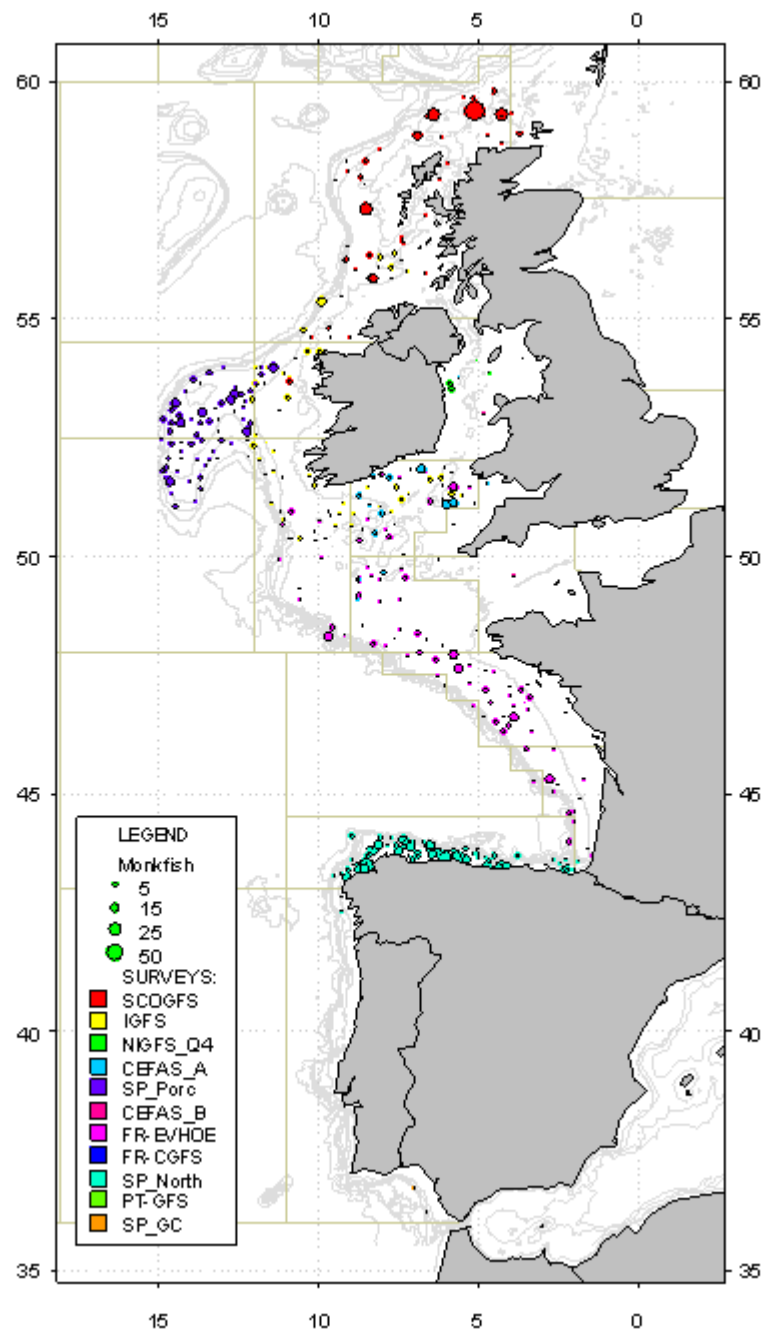 15 10 5 0
60 60
55 55
50 50
45 45
LEGEND
Monkfish
5
15
25
50
SURVEYS:
SCOGFS
IGFS
NIGFS_Q4
CEFAS_A
SP_Porc
CEFAS_B
FR-EVHOE
FR-CGFS
SP_North
PT-GFS
SP_GC
40 40
35 35
15 10 5 0